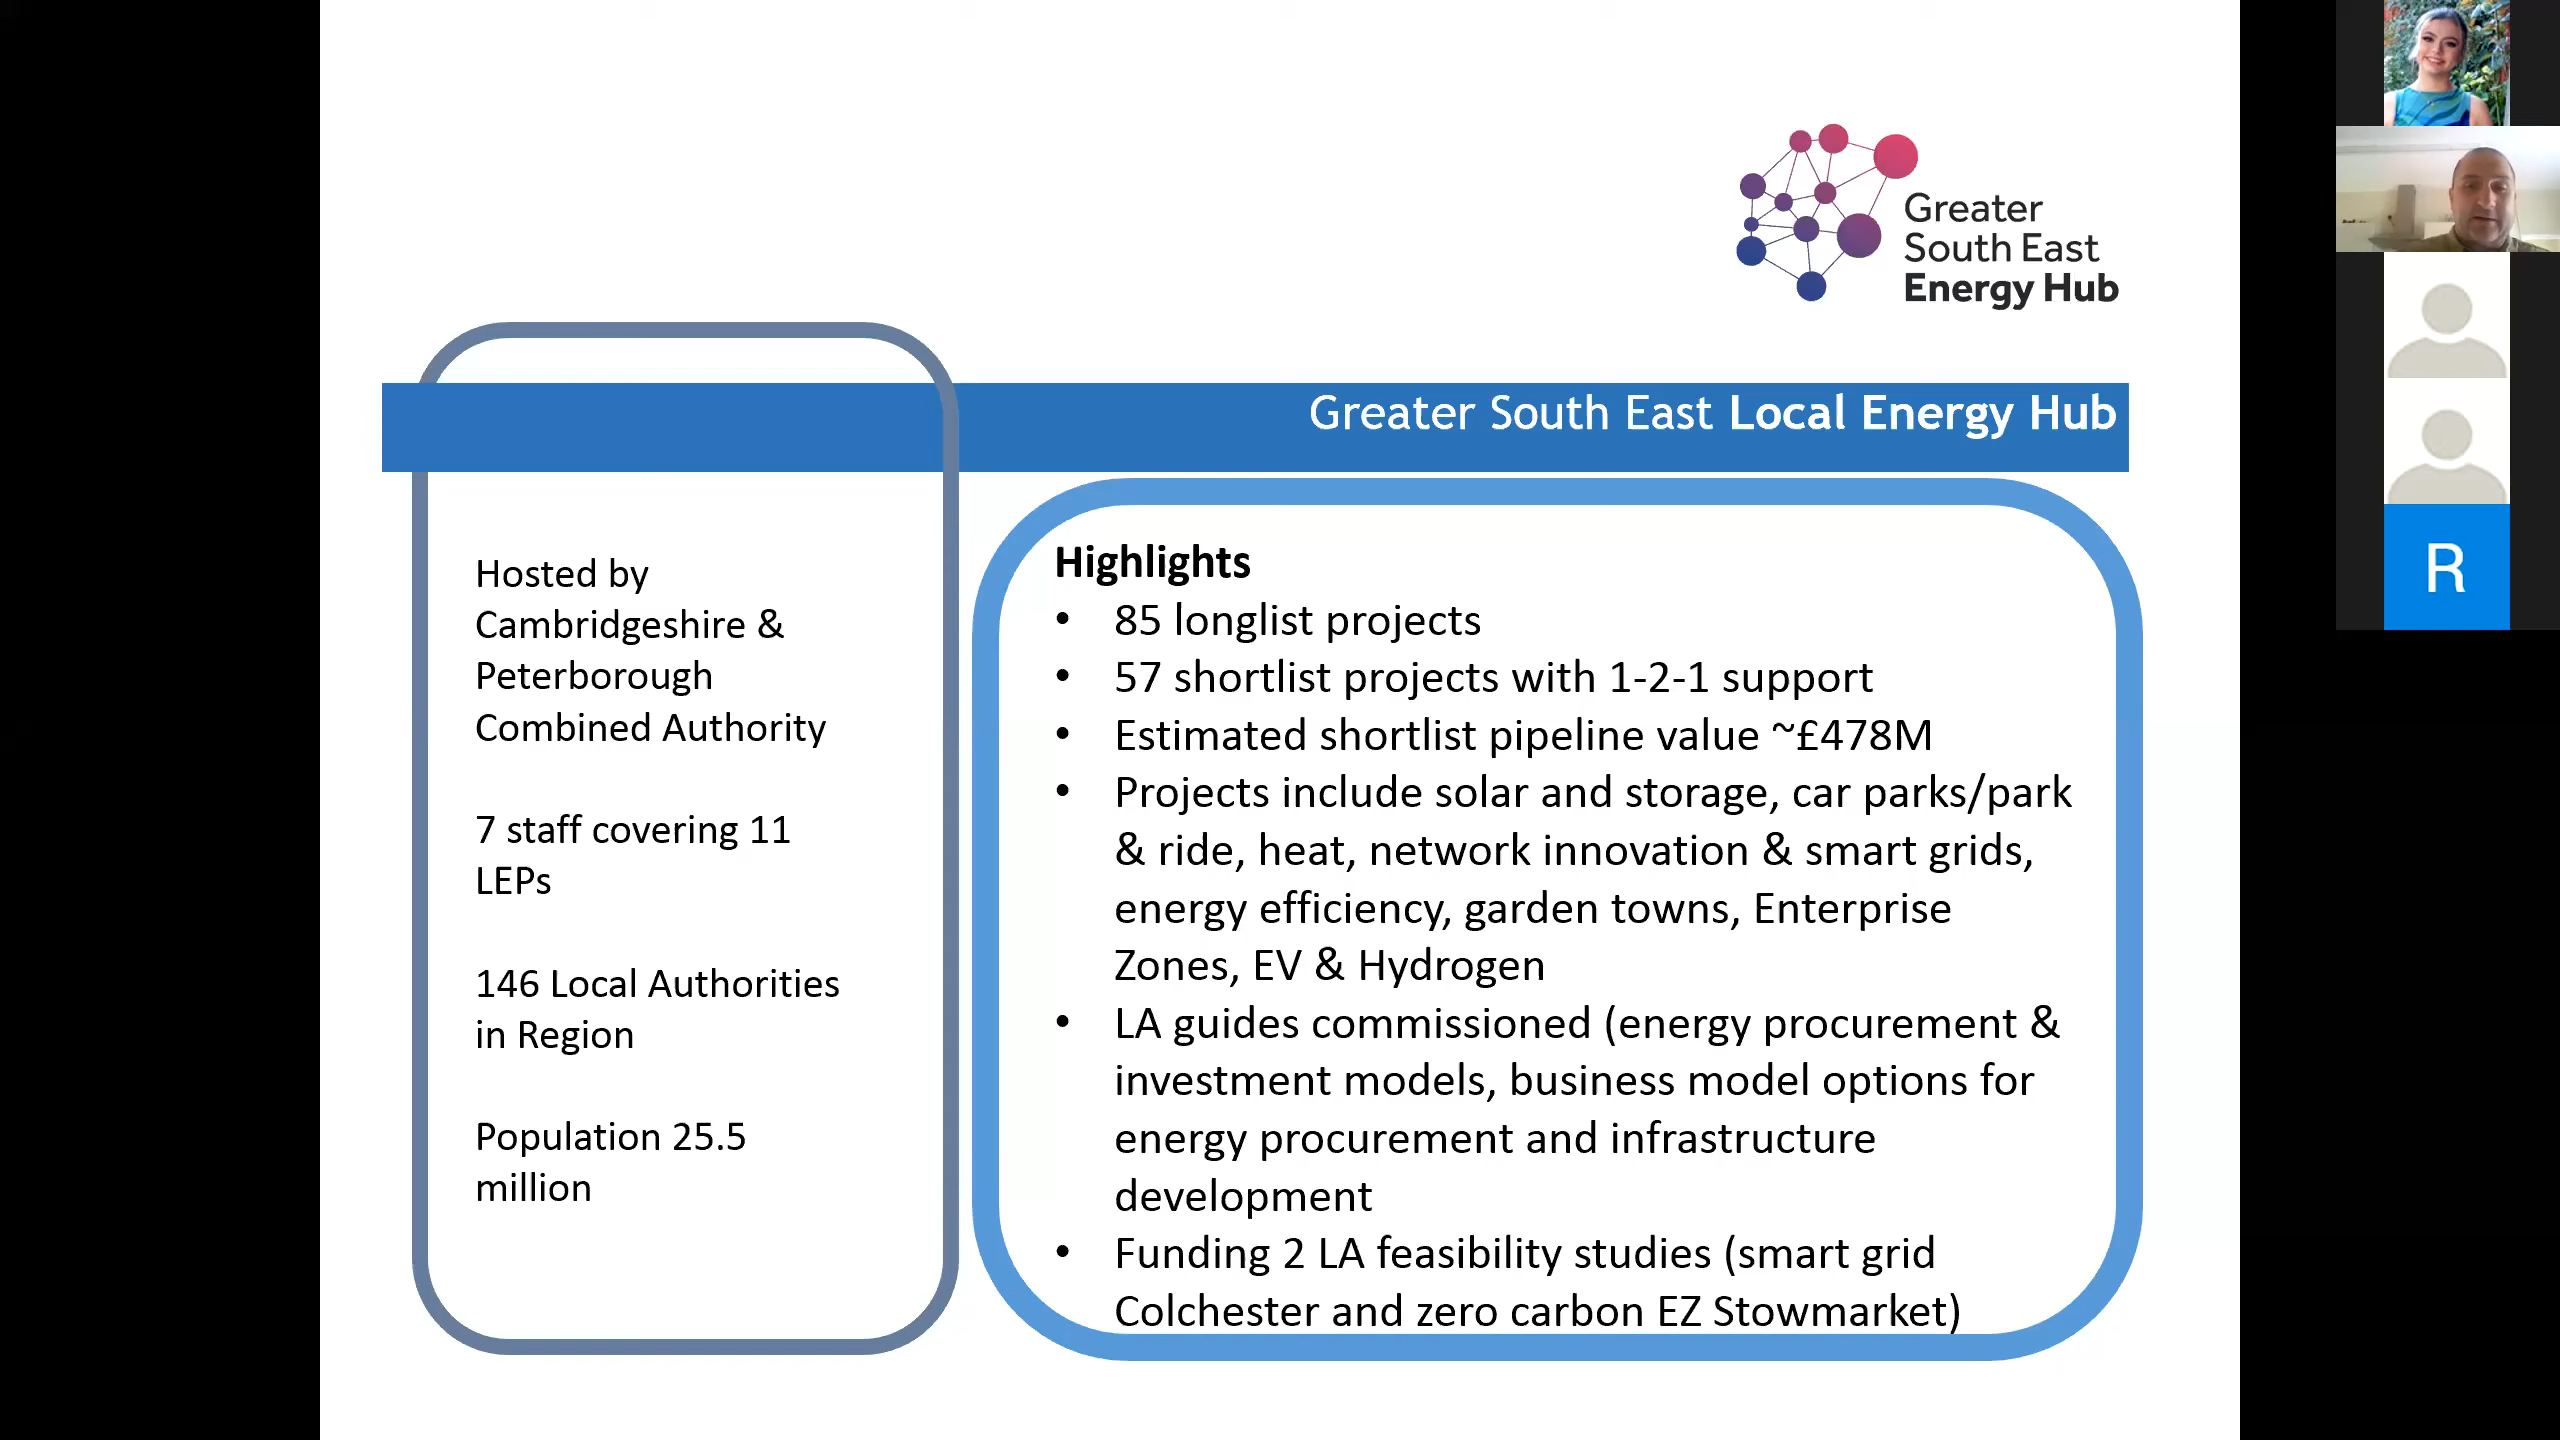 Greater
South East
Energy Hub
Greater South East Local Energy Hub
Hosted by
Cambridgeshire &
Peterborough
Combined Authority
7 staff covering 11
LEPs
146 Local Authorities
in Region
Population 25.5
million
Highlights
• 85 longlist projects
• 57 shortlist projects with 1-2-1 support
• Estimated shortlist pipeline value ~£478M
• Projects include solar and storage, car parks/park
& ride, heat, network innovation & smart grids,
energy efficiency, garden towns, Enterprise
Zones, EV & Hydrogen
• LA guides commissioned (energy procurement &
investment models, business model options for
energy procurement and infrastructure
development
• Funding 2 LA feasibility studies (smart grid
Colchester and zero carbon EZ Stowmarket)
R